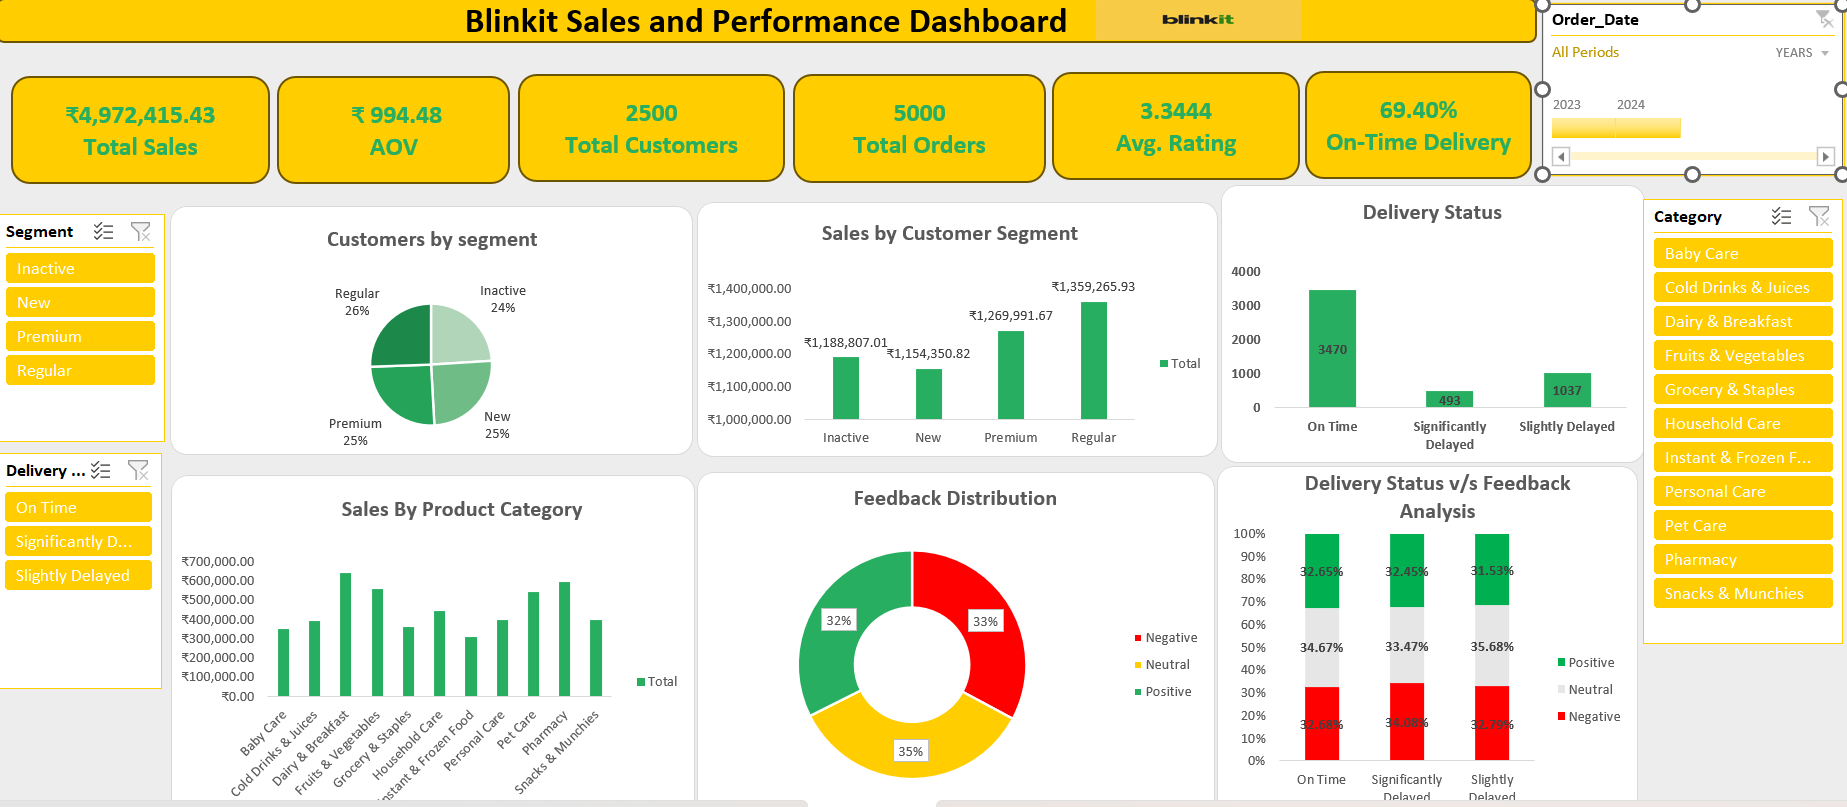 Blinkit Sales and Performance Dashboard
blinkit
Order_Date
All Periods
YEARS
2023 2024
₹4,972,415.43
Total Sales
₹ 994.48
AOV
2500
Total Customers
5000
Total Orders
3.3444
Avg. Rating
69.40%
On-Time Delivery
Segment
Inactive
New
Premium
Regular
Delivery ...
On Time
Significantly D...
Slightly Delayed
Customers by segment
Regular
26%
Inactive
24%
Premium
25%
New
25%
Sales by Customer Segment
₹1,400,000.00
₹1,300,000.00
₹1,200,000.00
₹1,100,000.00
₹1,000,000.00
₹1,188,807.01
₹1,154,350.82
₹1,269,991.67
₹1,359,265.93
Inactive
New
Premium
Regular
Total
Delivery Status
4000
3000
2000
1000
0
3470
493
1037
On Time
Significantly
Delayed
Slightly Delayed
Category
Baby Care
Cold Drinks & Juices
Dairy & Breakfast
Fruits & Vegetables
Grocery & Staples
Household Care
Instant & Frozen F...
Personal Care
Pet Care
Pharmacy
Snacks & Munchies
Sales By Product Category
₹700,000.00
₹600,000.00
₹500,000.00
₹400,000.00
₹300,000.00
₹200,000.00
₹100,000.00
₹0.00
Baby Care
Cold Drinks & Juices
Dairy & Breakfast
Fruits & Vegetables
Grocery & Staples
Household Care
nstant & Frozen Food
Personal Care
Pet Care
Pharmacy
Snacks & Munchies
Total
Feedback Distribution
32%
33%
35%
Negative
Neutral
Positive
Delivery Status v/s Feedback
Analysis
100%
90%
80%
70%
60%
50%
40%
30%
20%
10%
0%
32.65%
32.45%
31.53%
34.67%
33.47%
35.68%
32.68%
34.08%
32.79%
On Time
Significantly
Delayed
Slightly
Delayed
Positive
Neutral
Negative